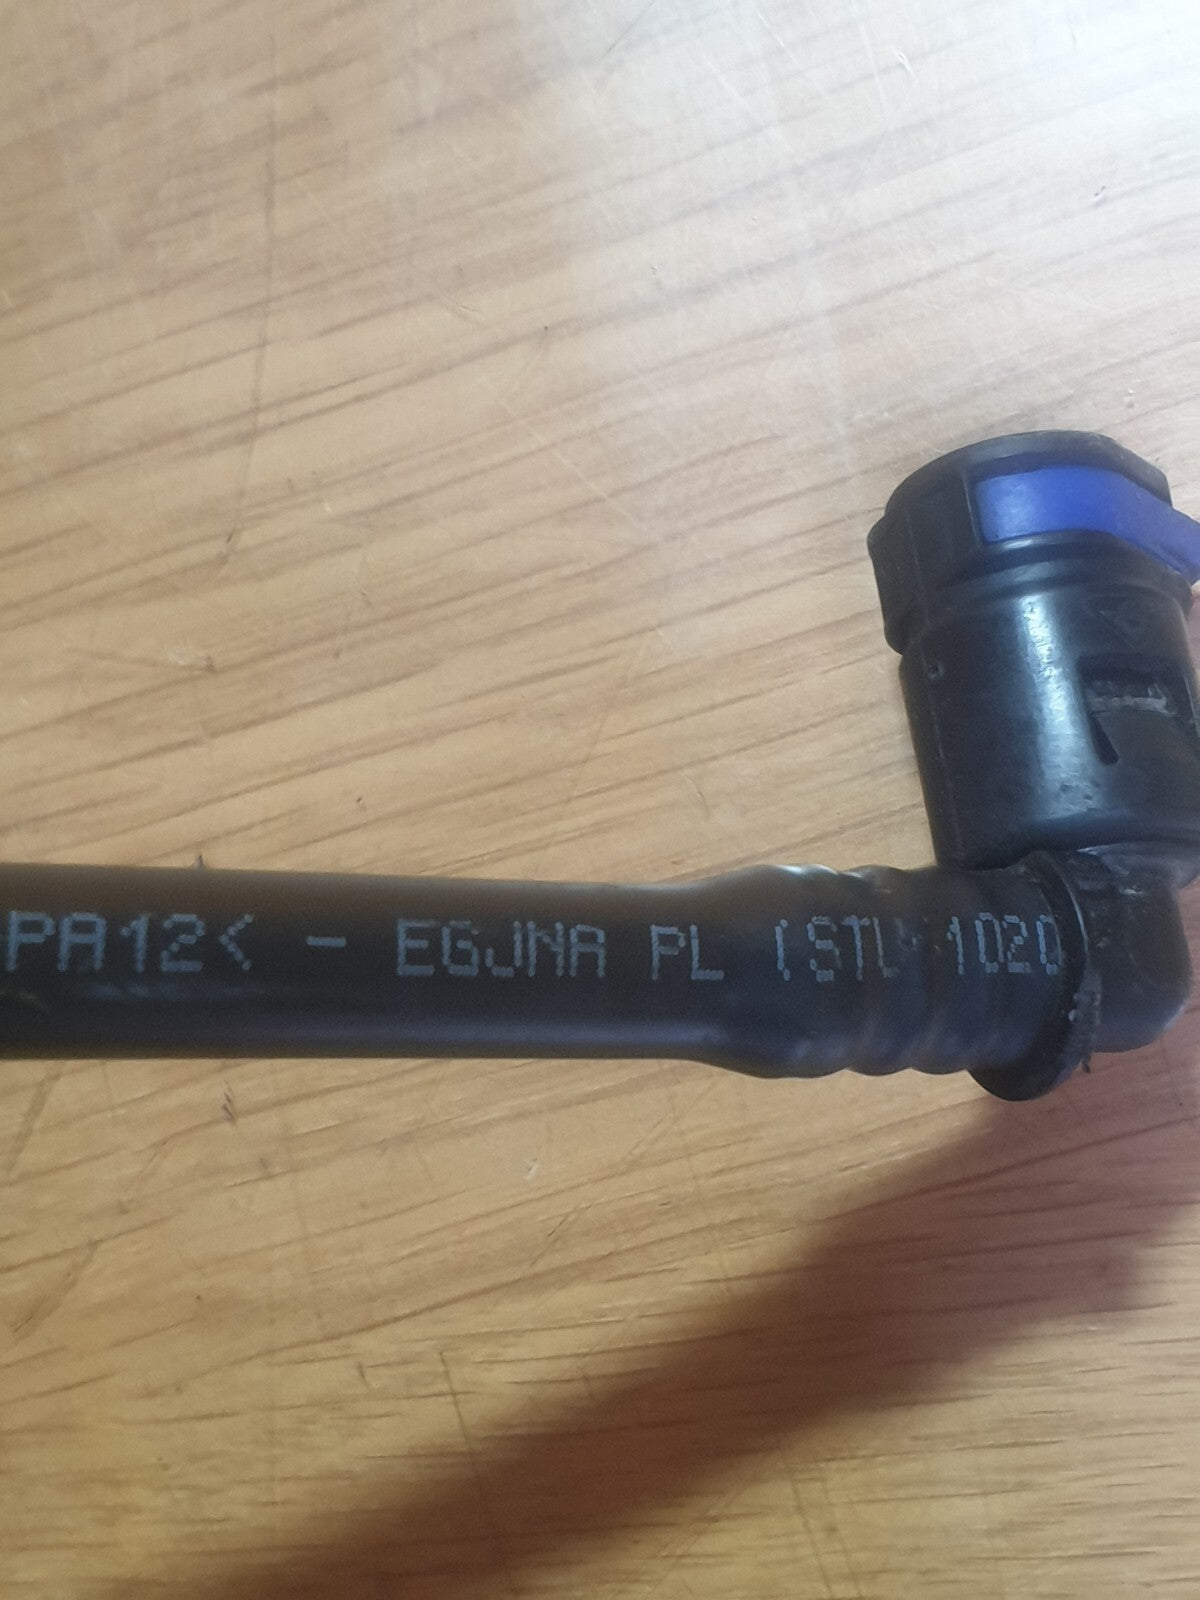 PA12< - EGJNA PL (STL 1020